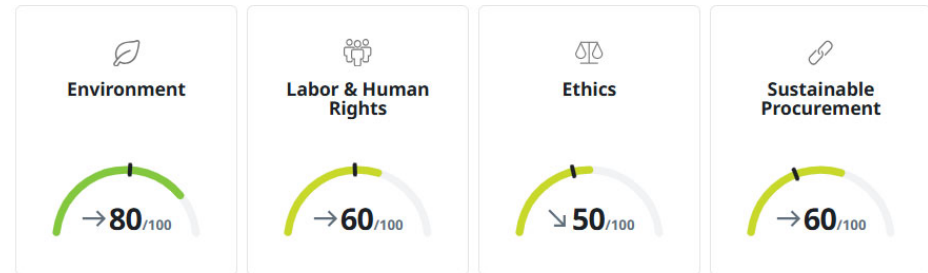 Environment
Labor & Human
Rights
Ethics
Sustainable
Procurement
→80/100
→60/100
↘50/100
→60/100